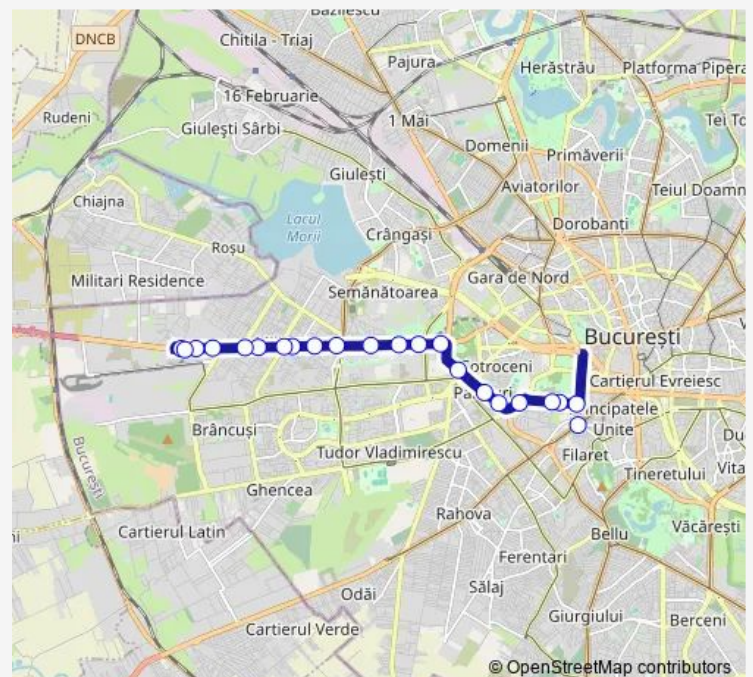 Bazilescu
DNCB
Chitila - Triaj
Pajura
Herăstrău
Platforma Pipera
16 Februarie
Rudeni
Giulești Sârbi
1 Mai
Tei
Domenii
Primăverii
Giulești
Aviatorilor
Teiul Doamn
Chiajna
Lacul
Morii
Crângași
Dorobanți
Roșu
Gara de Nord
Militari Residence
Semănătoarea
București
Cotroceni
Cartierul Evreiesc
Brâncuși
Unite
Tudor Vladimirescu
Filaret
Tineretului
Vita
București
Ghencea
Rahova
Cartierul Latin
Bellu
Văcărești
Ferentari
Odăi
Sălaj
Giurgiului
Berceni
Cartierul Verde
© OpenStreetMap contributors